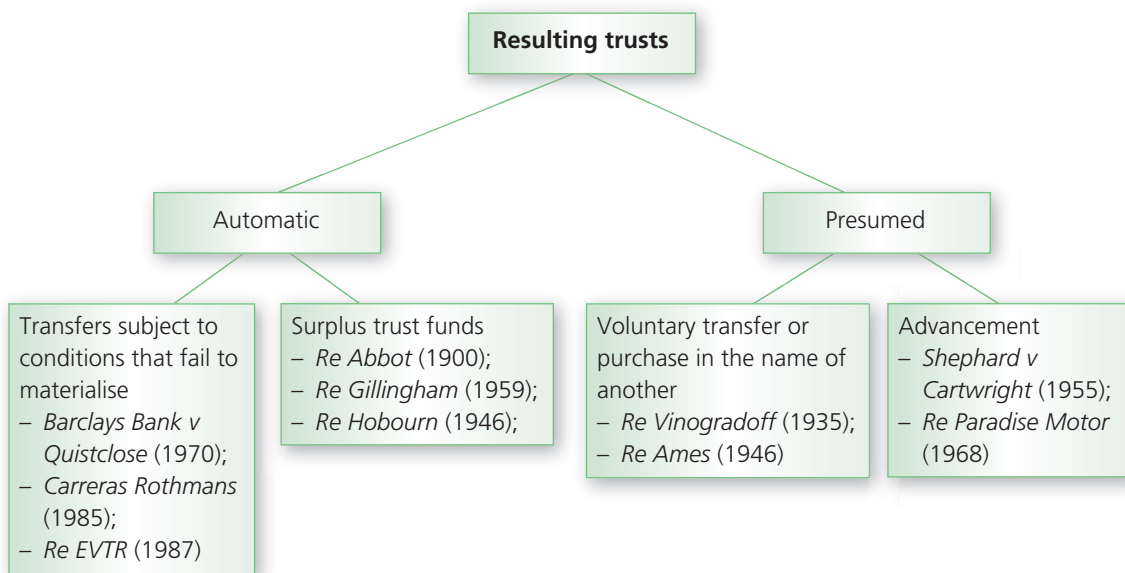 Resulting trusts
Automatic
Presumed
Transfers subject to
conditions that fail to
materialise
– Barclays Bank v
Quistclose (1970);
– Carreras Rothmans
(1985);
– Re EVTR (1987)
Surplus trust funds
– Re Abbot (1900);
– Re Gillingham (1959);
– Re Hobourn (1946);
Voluntary transfer or
purchase in the name of
another
– Re Vinogradoff (1935);
– Re Ames (1946)
Advancement
– Shephard v
Cartwright (1955);
– Re Paradise Motor
(1968)